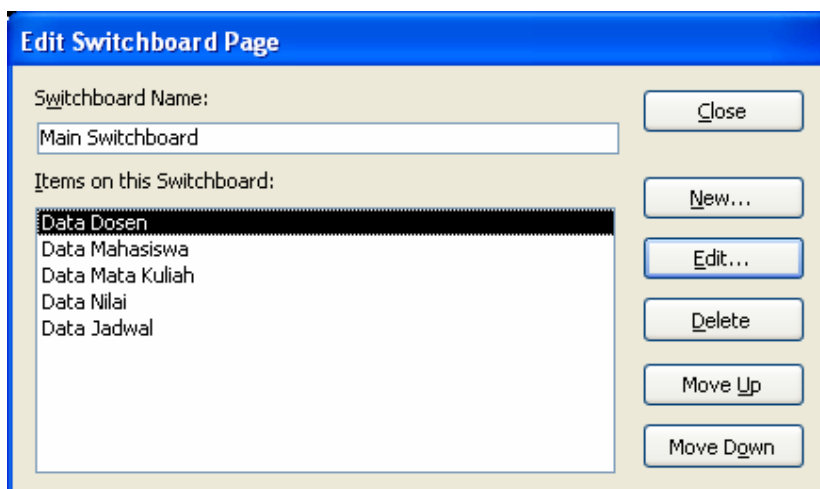 Edit Switchboard Page
Switchboard Name:
Main Switchboard
Items on this Switchboard:
Data Dosen
Data Mahasiswa
Data Mata Kuliah
Data Nilai
Data Jadwal
Close
New...
Edit...
Delete
Move Up
Move Down